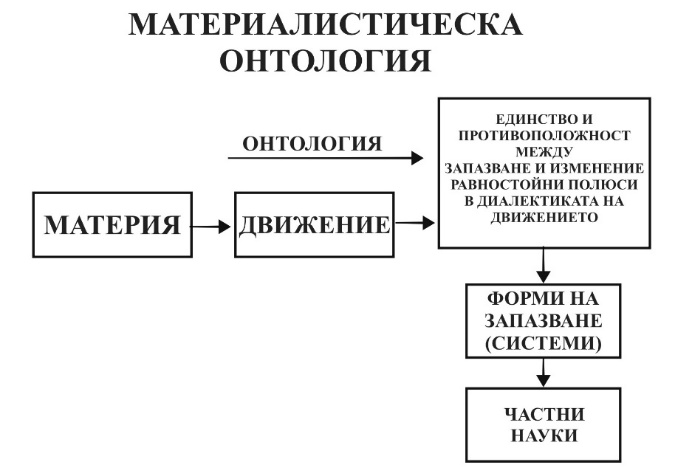 МАТЕРИАЛИСТИЧЕСКА
ОНТОЛОГИЯ
ОНТОЛОГИЯ
МАТЕРИЯ
ДВИЖЕНИЕ
ЕДИНСТВО И
ПРОТИВОПОЛОЖНОСТ
МЕЖДУ
ЗАПАЗВАНЕ И ИЗМЕНЕНИЕ
РАВНОСТОЙНИ ПОЛЮСИ
В ДИАЛЕКТИКАТА НА
ДВИЖЕНИЕТО
ФОРМИ НА
ЗАПАЗВАНЕ
(СИСТЕМИ)
ЧАСТНИ
НАУКИ